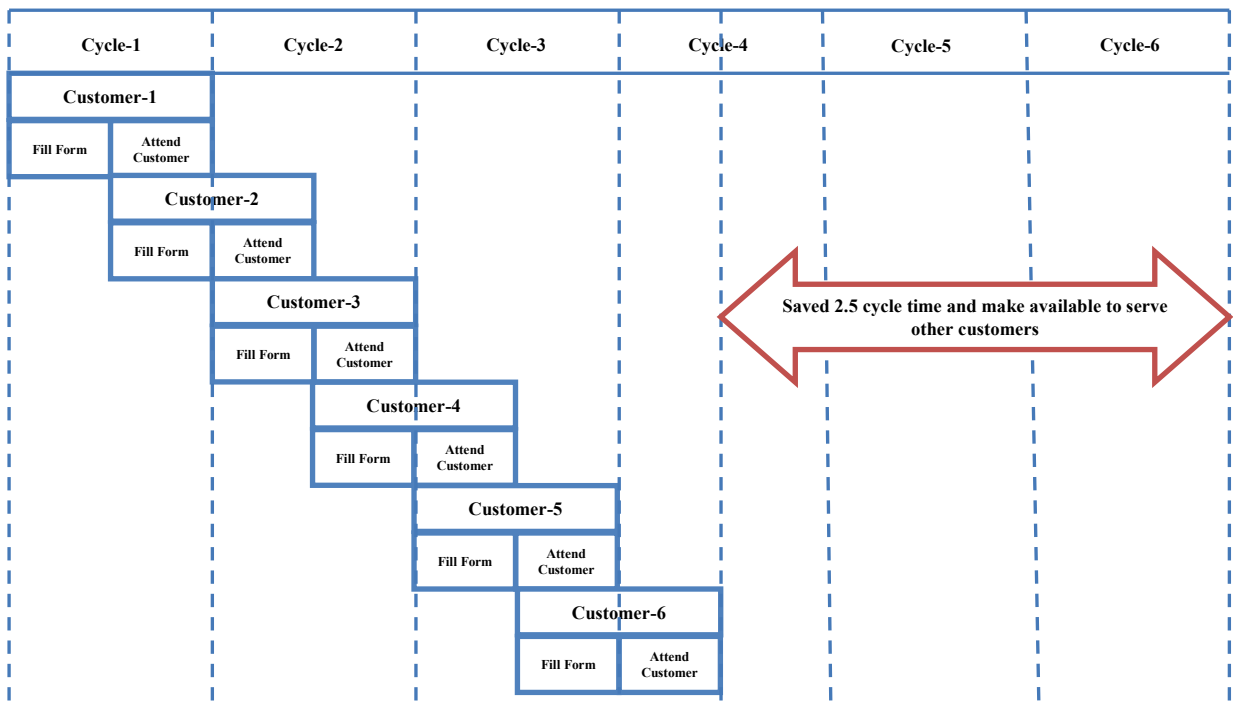 Cycle-1 Cycle-2 Cycle-3 Cycle-4 Cycle-5 Cycle-6
Customer-1
Fill Form
Attend
Customer
Customer-2
Fill Form
Attend
Customer
Customer-3
Fill Form
Attend
Customer
Customer-4
Fill Form
Attend
Customer
Customer-5
Fill Form
Attend
Customer
Customer-6
Fill Form
Attend
Customer
Saved 2.5 cycle time and make available to serve
other customers